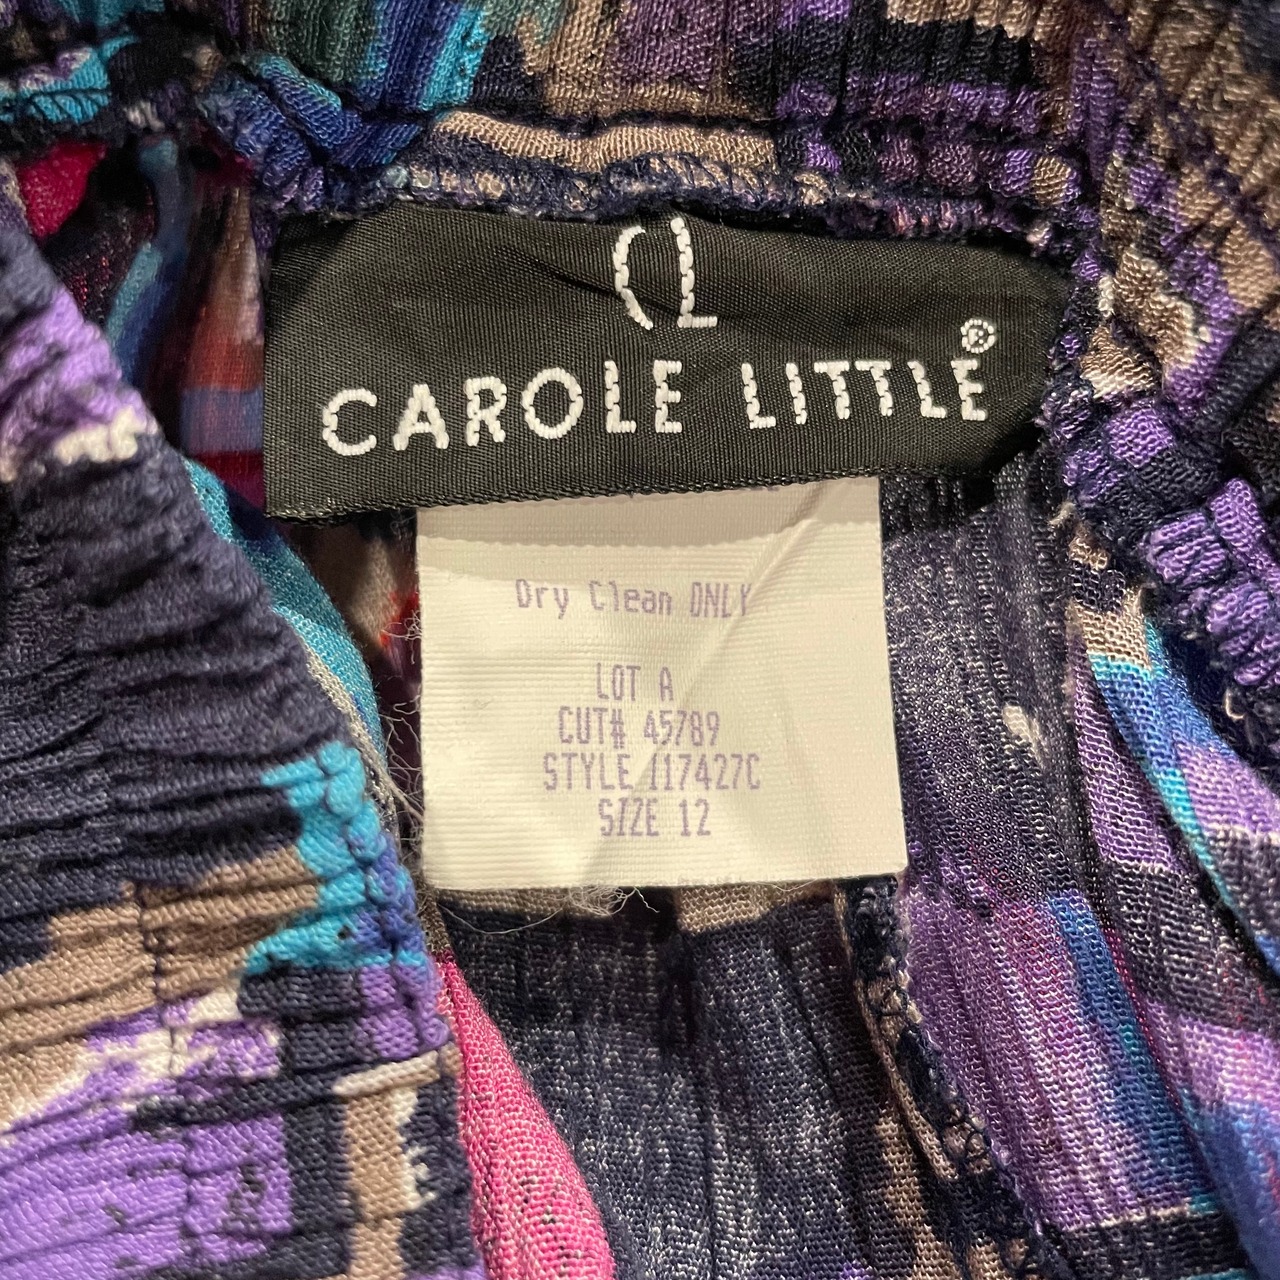 CL
CAROLE LITTLE®
Dry Clean ONLY
LOT A
CUT# 45789
STYLE 117427C
SIZE 12